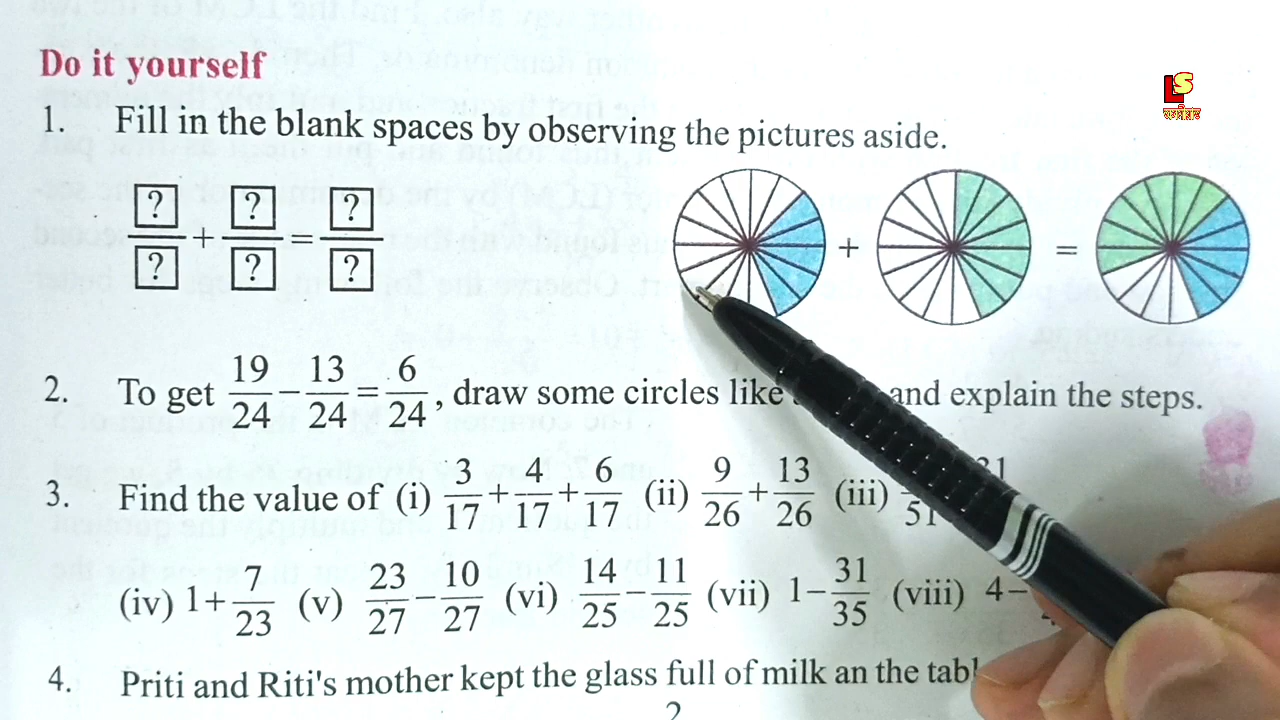 LS
Do it yourself
1. Fill in the blank spaces by observing the pictures aside.
?/? + ?/? = ?/?
+ =
2. To get 19/24 − 13/24 = 6/24, draw some circles like and explain the steps.
3. Find the value of (i) 3/17 + 4/17 + 6/17 (ii) 9/26 + 13/26 (iii) 51
(iv) 1 + 7/23 (v) 23/27 − 10/27 (vi) 14/25 − 11/25 (vii) 1 − 31/35 (viii) 4 −
4. Priti and Riti's mother kept the glass full of milk an the
2